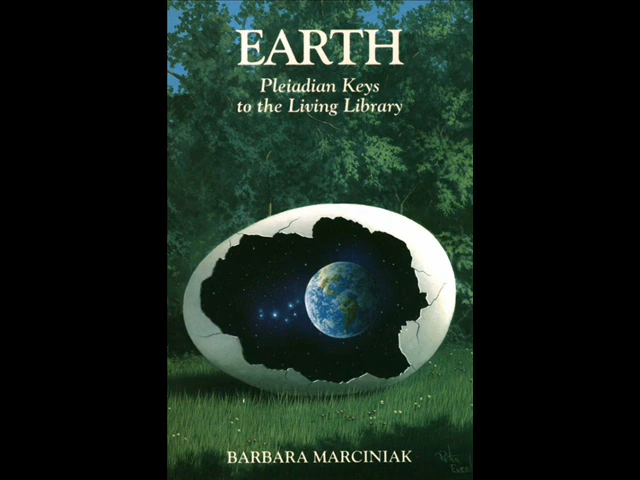 EARTH
Pleiadian Keys
to the Living Library
BARBARA MARCINIAK